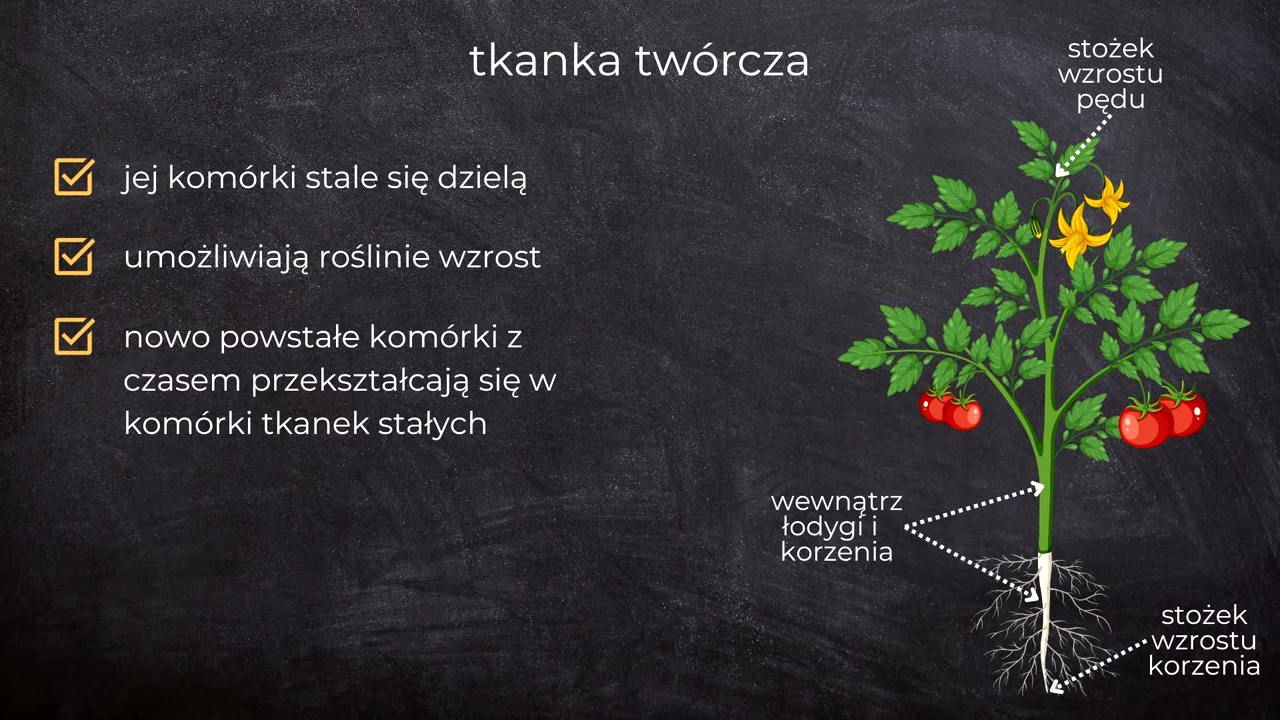 tkanka twórcza
jej komórki stale się dzielą
umożliwiają roślinie wzrost
nowo powstałe komórki z
czasem przekształcają się w
komórki tkanek stałych
stożek
wzrostu
pędu
wewnątrz
łodygi i
korzenia
stożek
wzrostu
korzenia